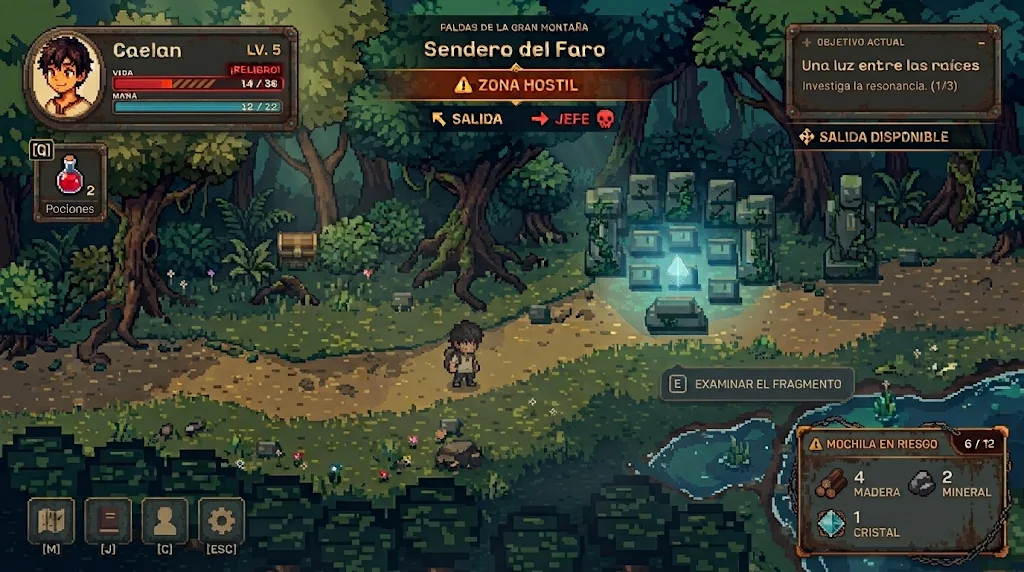 Caelan
LV. 5
VIDA
¡PELIGRO!
14 / 36
MANA
12 / 22
[Q]
2
Pociones
FALDAS DE LA GRAN MONTAÑA
Sendero del Faro
ZONA HOSTIL
SALIDA
JEFE
OBJETIVO ACTUAL
Una luz entre las raíces
Investiga la resonancia. (1/3)
SALIDA DISPONIBLE
E EXAMINAR EL FRAGMENTO
MOCHILA EN RIESGO
6 / 12
4
MADERA
2
MINERAL
1
CRISTAL
[M]
[J]
[C]
[ESC]